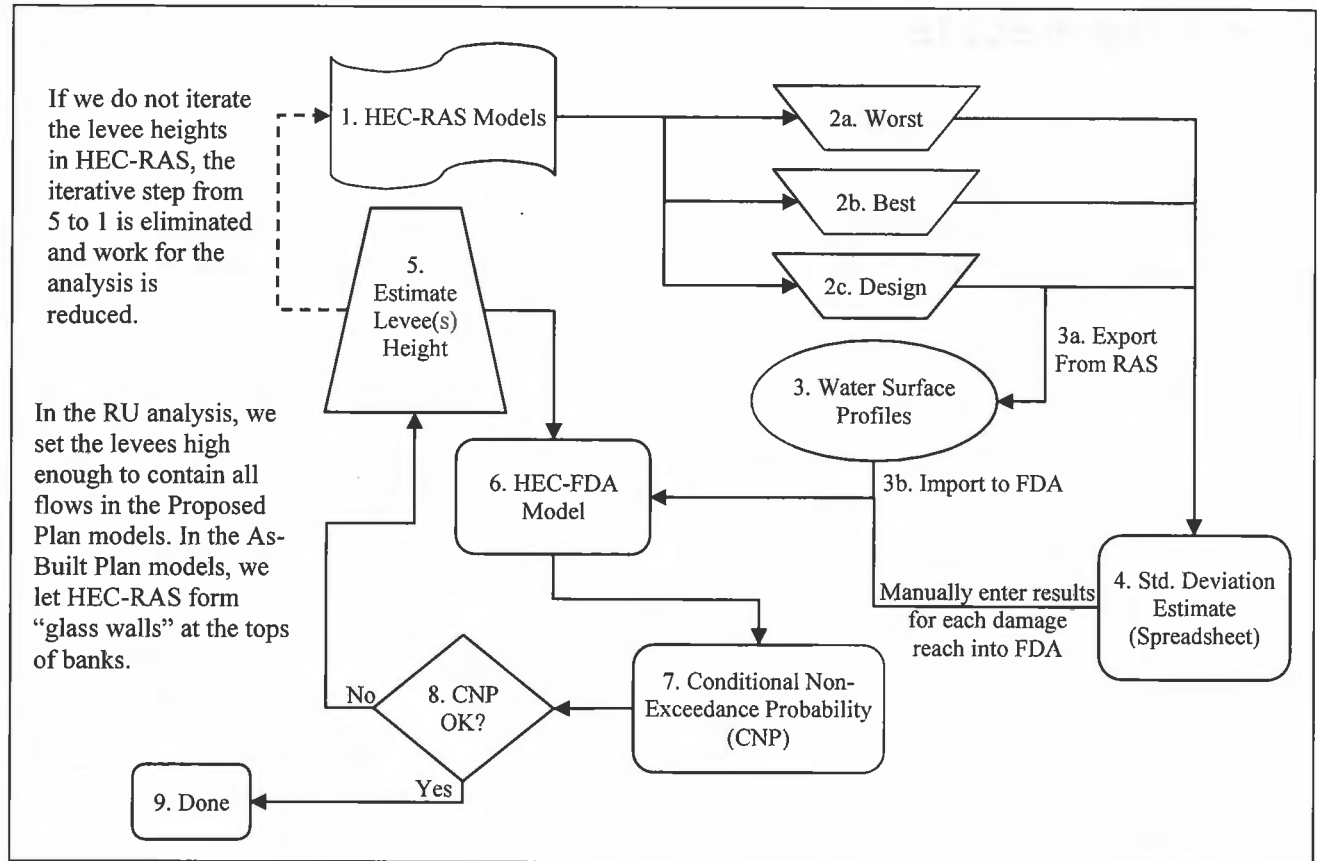 If we do not iterate
the levee heights
in HEC-RAS, the
iterative step from
5 to 1 is eliminated
and work for the
analysis is
reduced.
In the RU analysis, we
set the levees high
enough to contain all
flows in the Proposed
Plan models. In the As-
Built Plan models, we
let HEC-RAS form
“glass walls” at the tops
of banks.
1. HEC-RAS Models
2a. Worst
2b. Best
2c. Design
3a. Export
From RAS
3. Water Surface
Profiles
3b. Import to FDA
4. Std. Deviation
Estimate
(Spreadsheet)
Manually enter results
for each damage
reach into FDA
5.
Estimate
Levee(s)
Height
6. HEC-FDA
Model
7. Conditional Non-
Exceedance Probability
(CNP)
8. CNP
OK?
No
Yes
9. Done